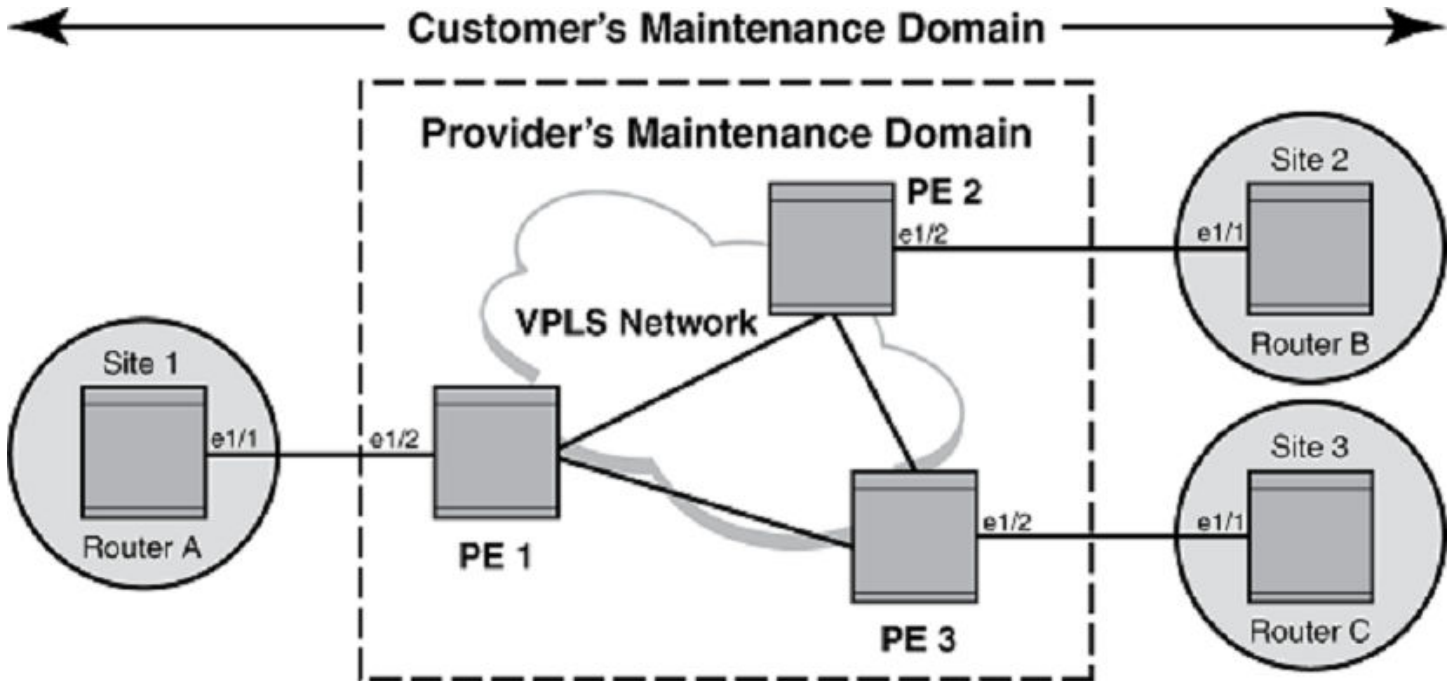 Customer's Maintenance Domain
Provider's Maintenance Domain
PE 2
e1/2
Site 2
e1/1
Router B
VPLS Network
Site 1
e1/1
Router A
e1/2
PE 1
PE 3
e1/2
Site 3
e1/1
Router C